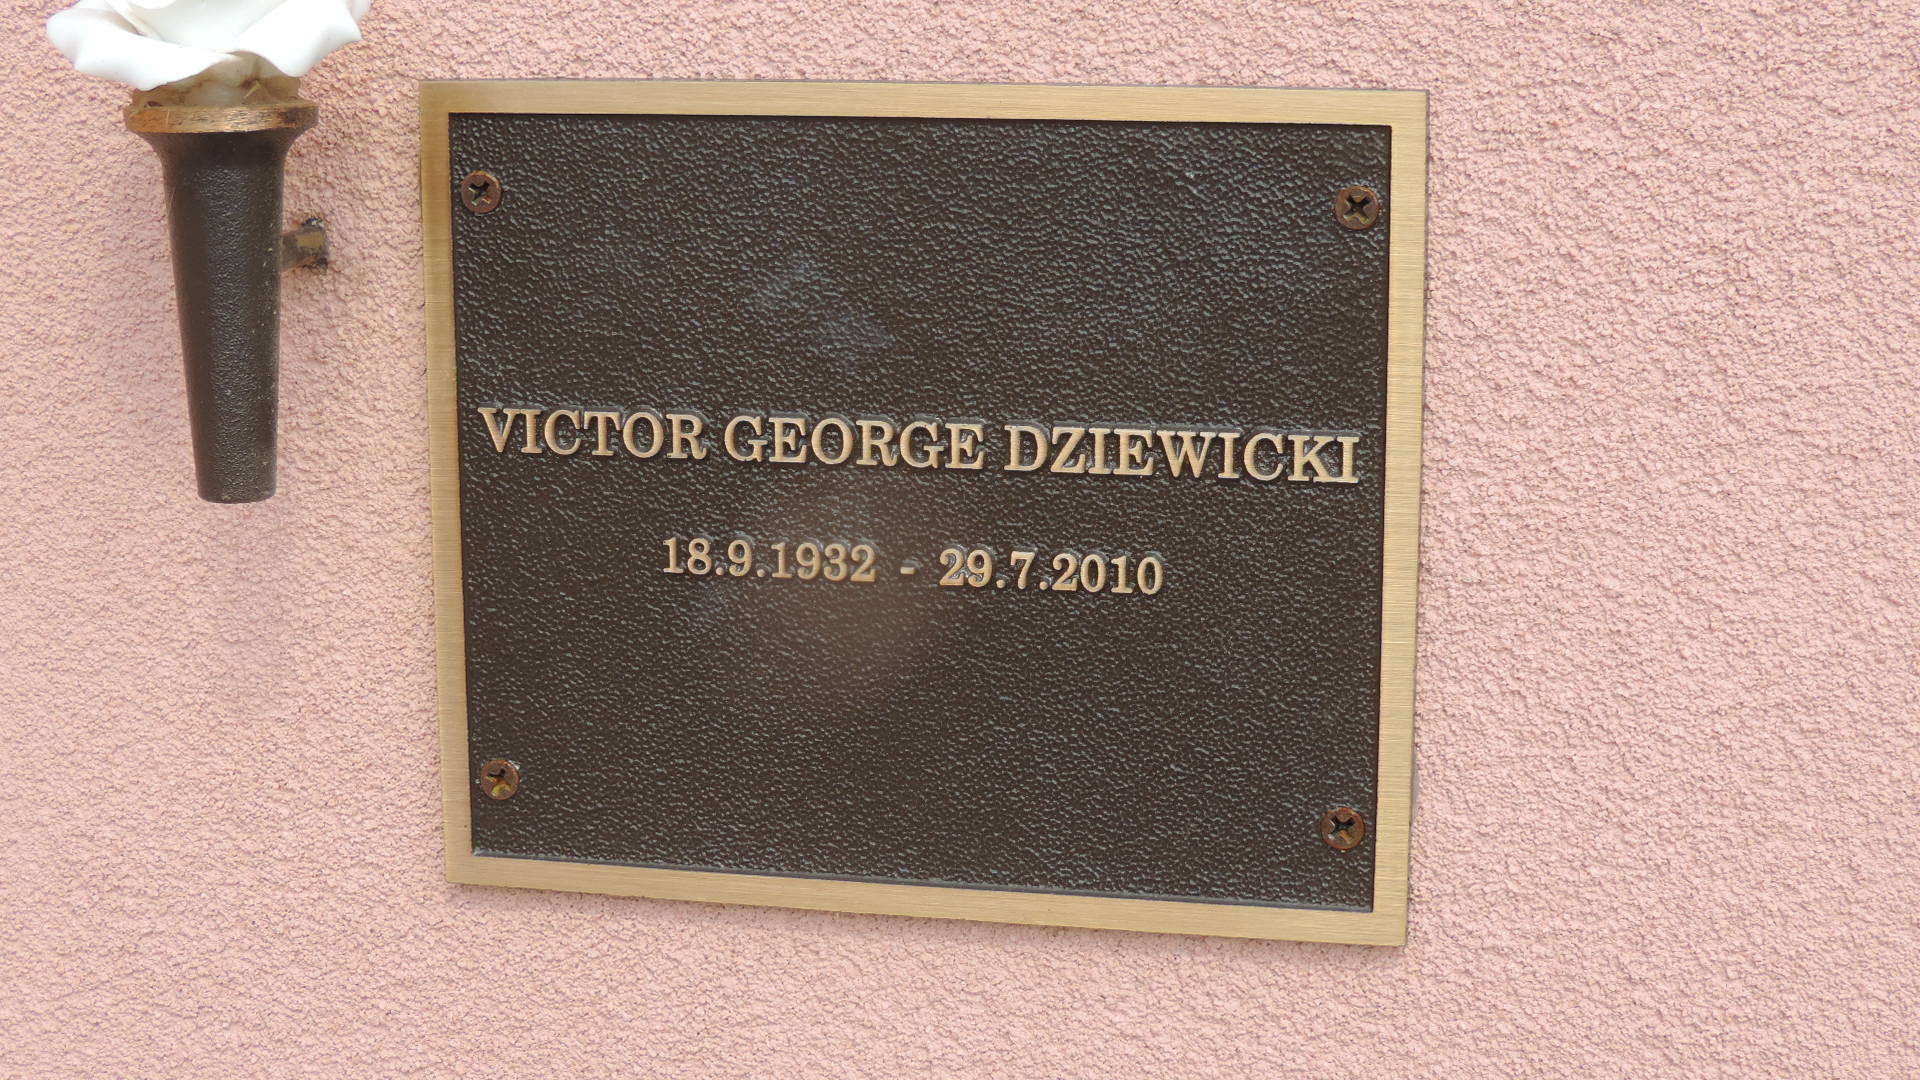 VICTOR GEORGE DZIEWICKI
18.9.1932 - 29.7.2010